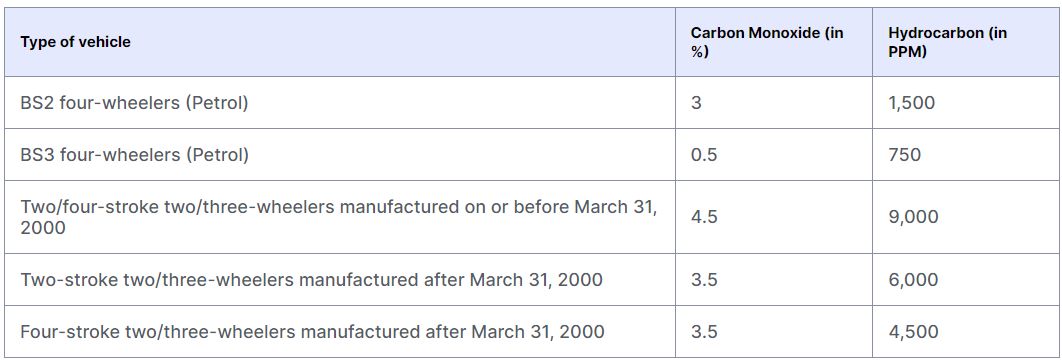 Type of vehicle
Carbon Monoxide (in
%)
Hydrocarbon (in
PPM)
BS2 four-wheelers (Petrol)
3
1,500
BS3 four-wheelers (Petrol)
0.5
750
Two/four-stroke two/three-wheelers manufactured on or before March 31,
2000
4.5
9,000
Two-stroke two/three-wheelers manufactured after March 31, 2000
3.5
6,000
Four-stroke two/three-wheelers manufactured after March 31, 2000
3.5
4,500